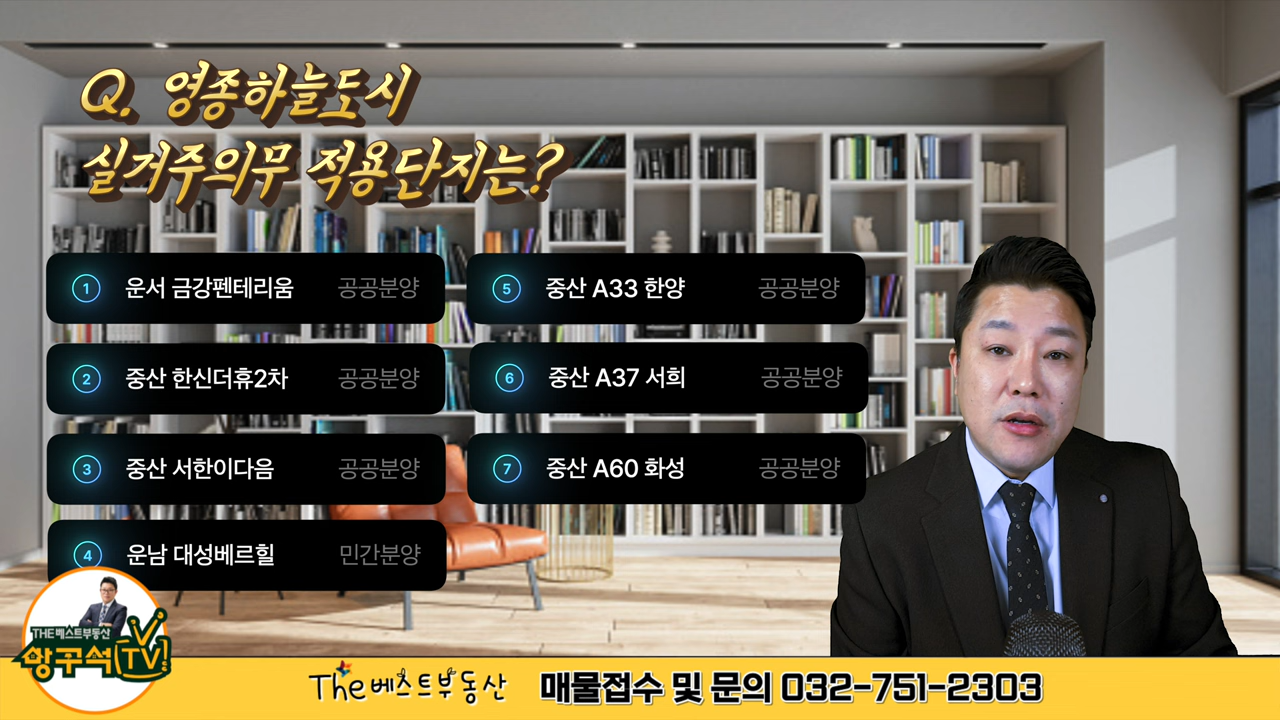 Q. 영종하늘도시
실거주의무 적용단지는?
1 운서 금강펜테리움 공공분양
2 중산 한신더휴2차 공공분양
3 중산 서한이다음 공공분양
4 운남 대성베르힐 민간분양
5 중산 A33 한양 공공분양
6 중산 A37 서희 공공분양
7 중산 A60 화성 공공분양
THE베스트부동산
짱구석TV
The베스트부동산 매물접수 및 문의 032-751-2303